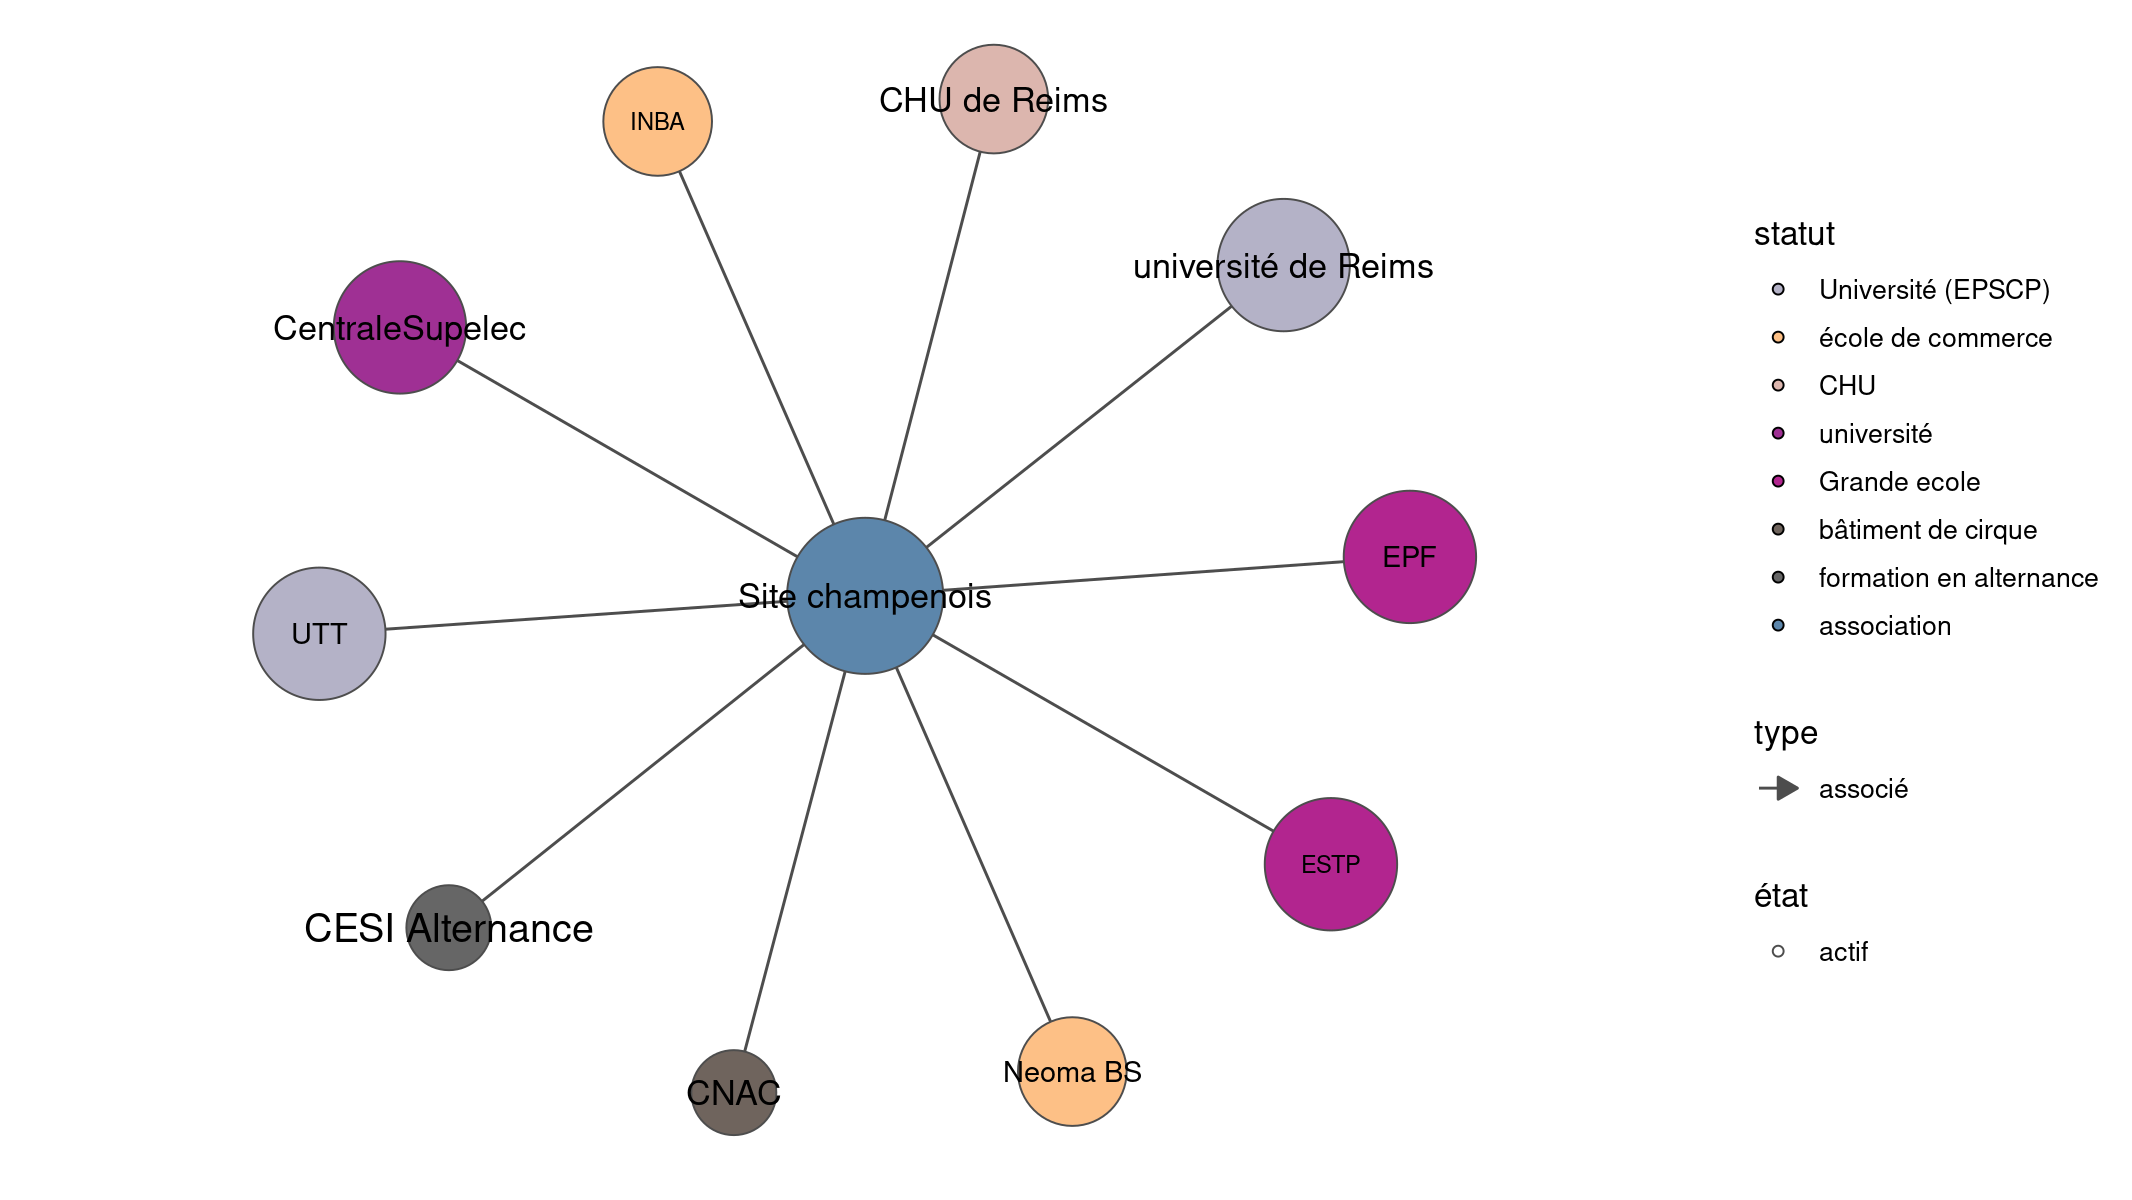 CHU de Reims
INBA
université de Reims
CentraleSupelec
EPF
Site champenois
UTT
ESTP
CESI Alternance
Neoma BS
CNAC
statut
Université (EPSCP)
école de commerce
CHU
université
Grande ecole
bâtiment de cirque
formation en alternance
association
type
associé
état
actif